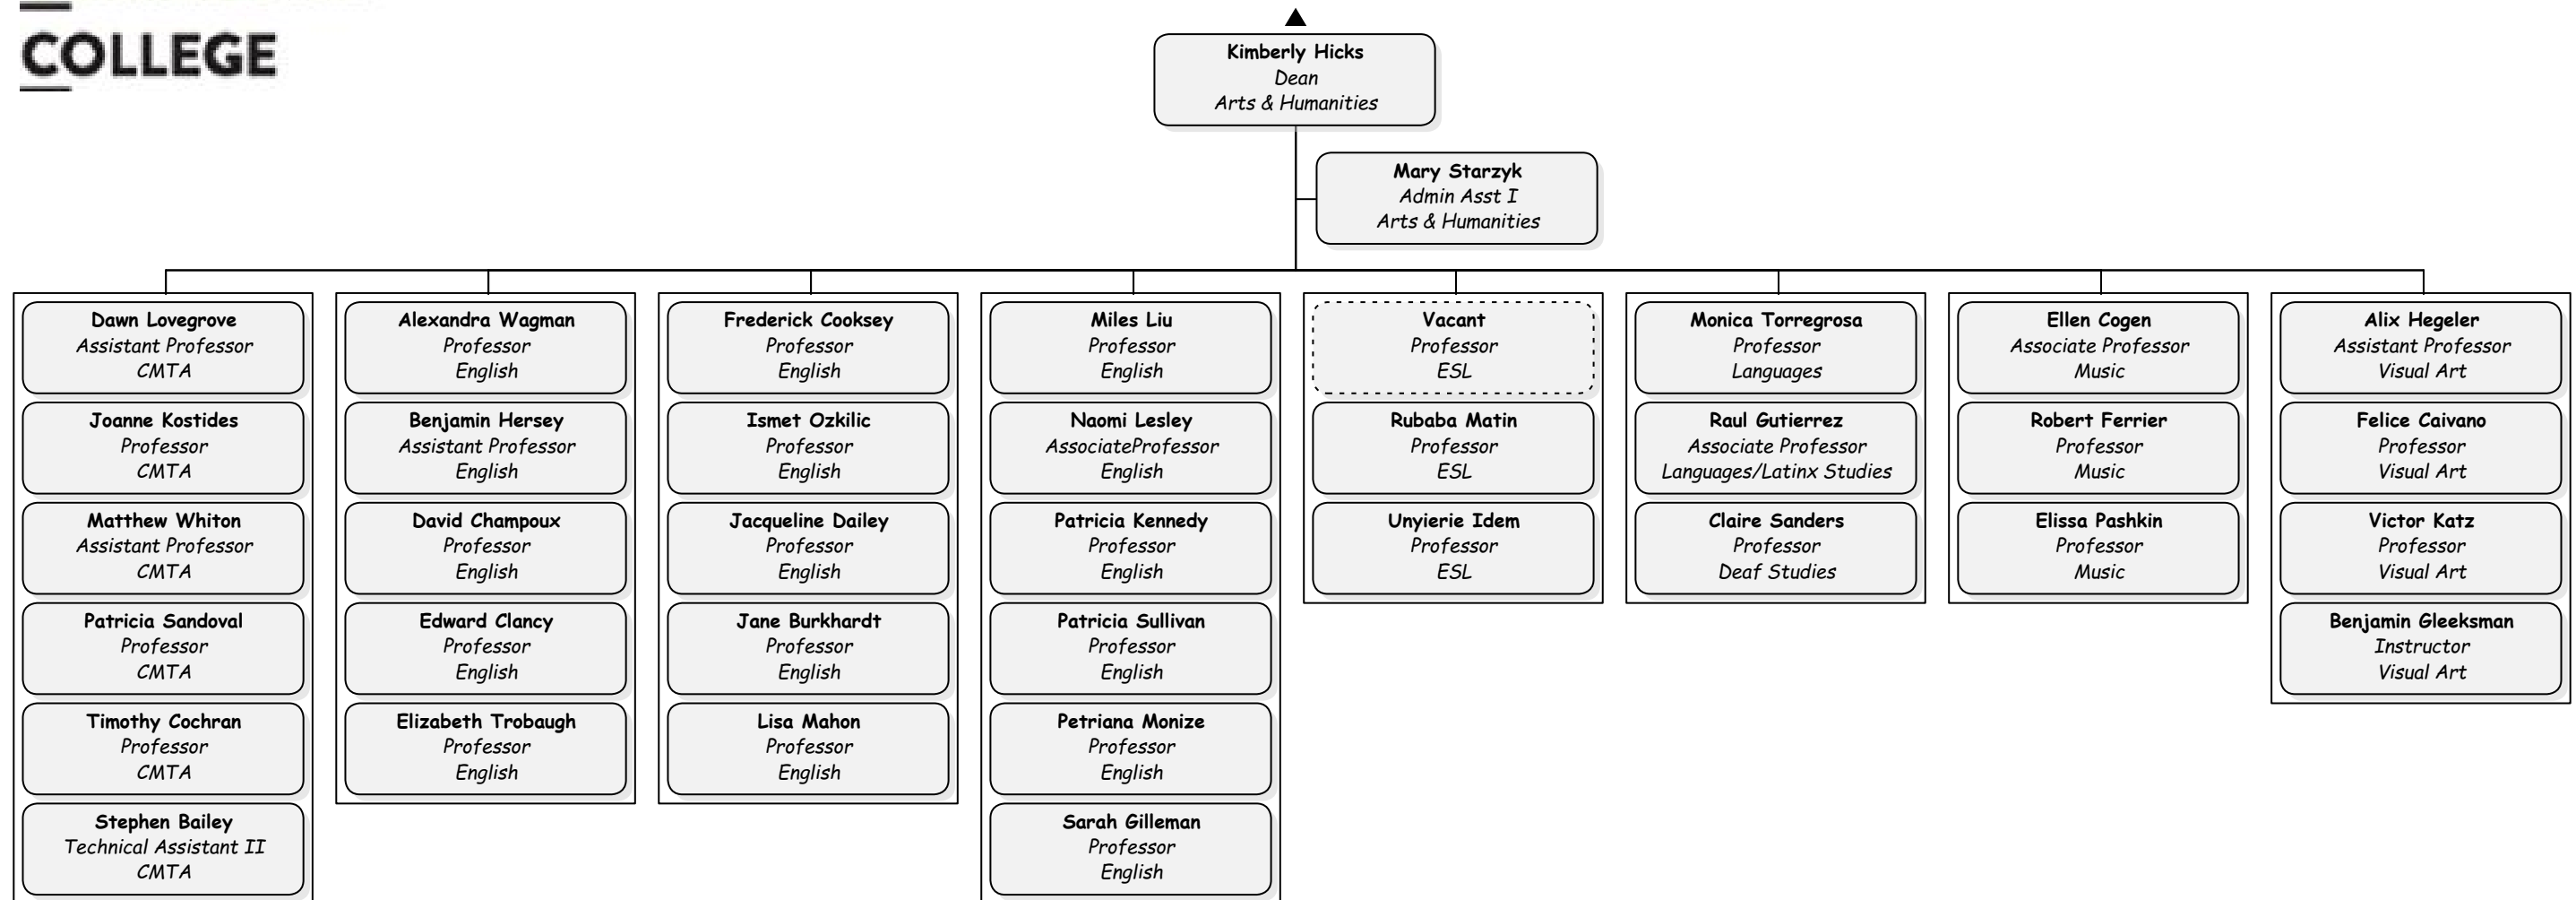 COLLEGE
Kimberly Hicks
Dean
Arts & Humanities
Mary Starzyk
Admin Asst I
Arts & Humanities
Dawn Lovegrove
Assistant Professor
CMTA
Joanne Kostides
Professor
CMTA
Matthew Whiton
Assistant Professor
CMTA
Patricia Sandoval
Professor
CMTA
Timothy Cochran
Professor
CMTA
Stephen Bailey
Technical Assistant II
CMTA
Alexandra Wagman
Professor
English
Benjamin Hersey
Assistant Professor
English
David Champoux
Professor
English
Edward Clancy
Professor
English
Elizabeth Trobaugh
Professor
English
Frederick Cooksey
Professor
English
Ismet Ozkilic
Professor
English
Jacqueline Dailey
Professor
English
Jane Burkhardt
Professor
English
Lisa Mahon
Professor
English
Miles Liu
Professor
English
Naomi Lesley
AssociateProfessor
English
Patricia Kennedy
Professor
English
Patricia Sullivan
Professor
English
Petriana Monize
Professor
English
Sarah Gilleman
Professor
English
Vacant
Professor
ESL
Rubaba Matin
Professor
ESL
Unyierie Idem
Professor
ESL
Monica Torregrosa
Professor
Languages
Raul Gutierrez
Associate Professor
Languages/Latinx Studies
Claire Sanders
Professor
Deaf Studies
Ellen Cogen
Associate Professor
Music
Robert Ferrier
Professor
Music
Elissa Pashkin
Professor
Music
Alix Hegeler
Assistant Professor
Visual Art
Felice Caivano
Professor
Visual Art
Victor Katz
Professor
Visual Art
Benjamin Gleeksman
Instructor
Visual Art